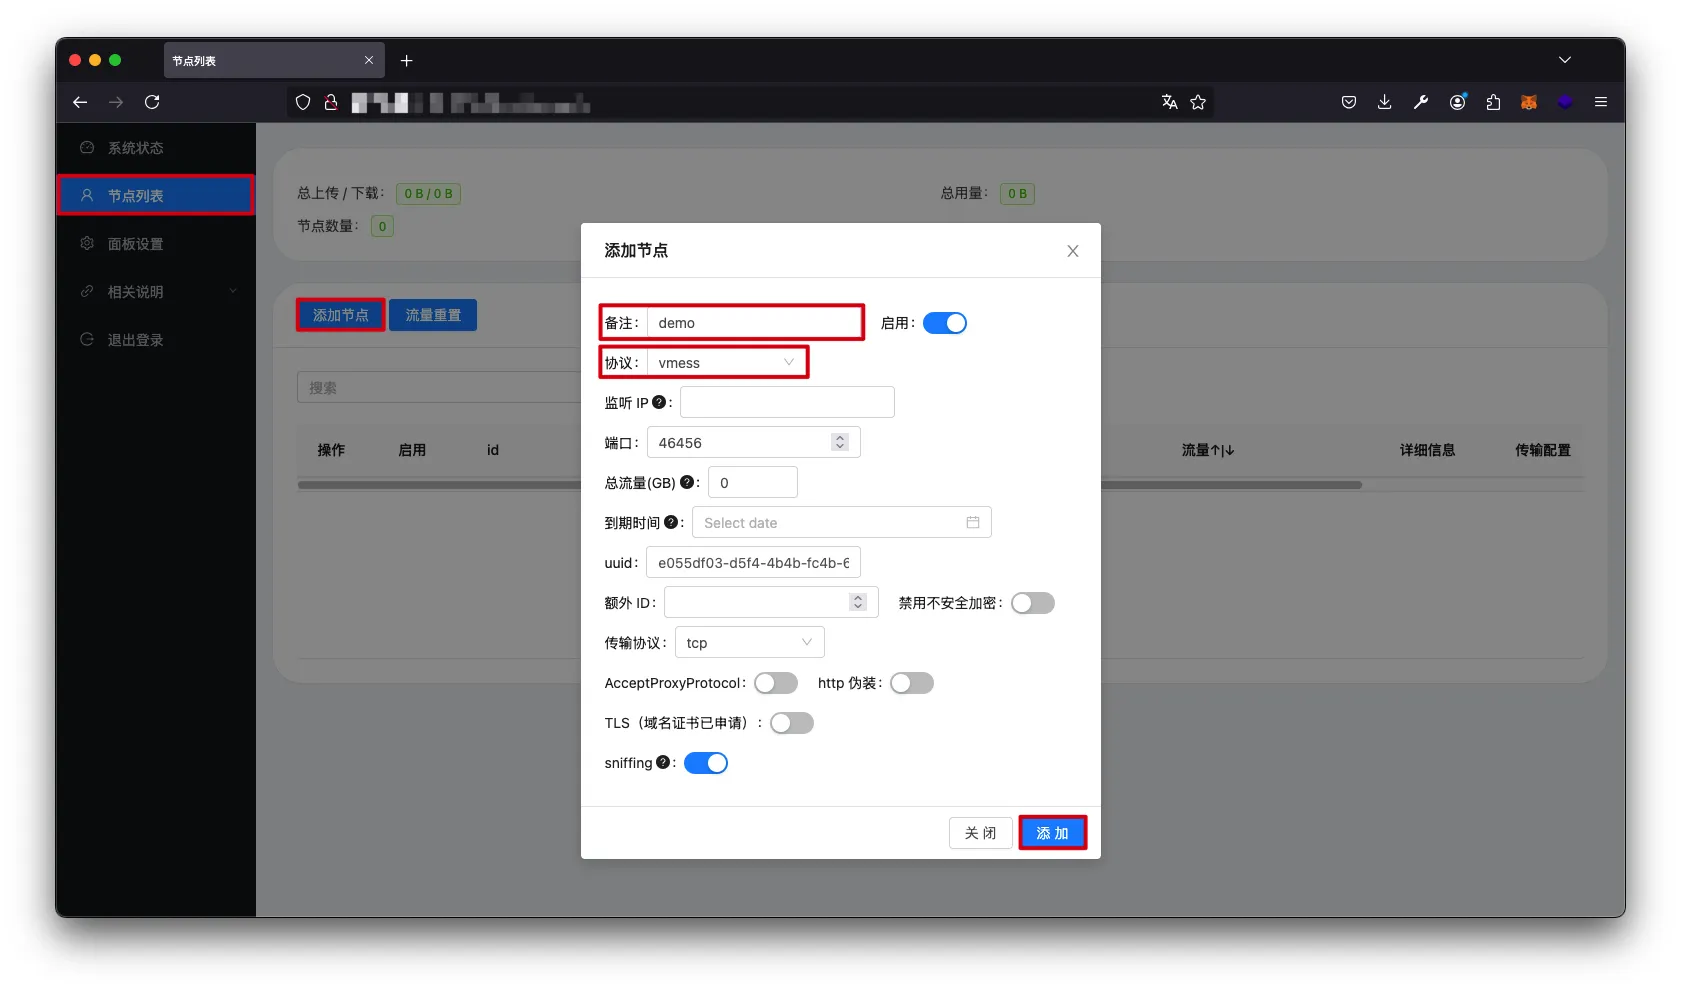 节点列表
系统状态
节点列表
面板设置
相关说明
退出登录
总上传 / 下载: 0 B / 0 B
总用量: 0 B
节点数量: 0
添加节点 流量重置
搜索
操作 启用 id 流量↑|↓ 详细信息 传输配置
添加节点
备注: demo 启用:
协议: vmess
监听 IP ? :
端口: 46456
总流量(GB) ? : 0
到期时间 ? : Select date
uuid: e055df03-d5f4-4b4b-fc4b-6
额外 ID: 禁用不安全加密:
传输协议: tcp
AcceptProxyProtocol: http 伪装:
TLS（域名证书已申请）:
sniffing ? :
关 闭 添 加